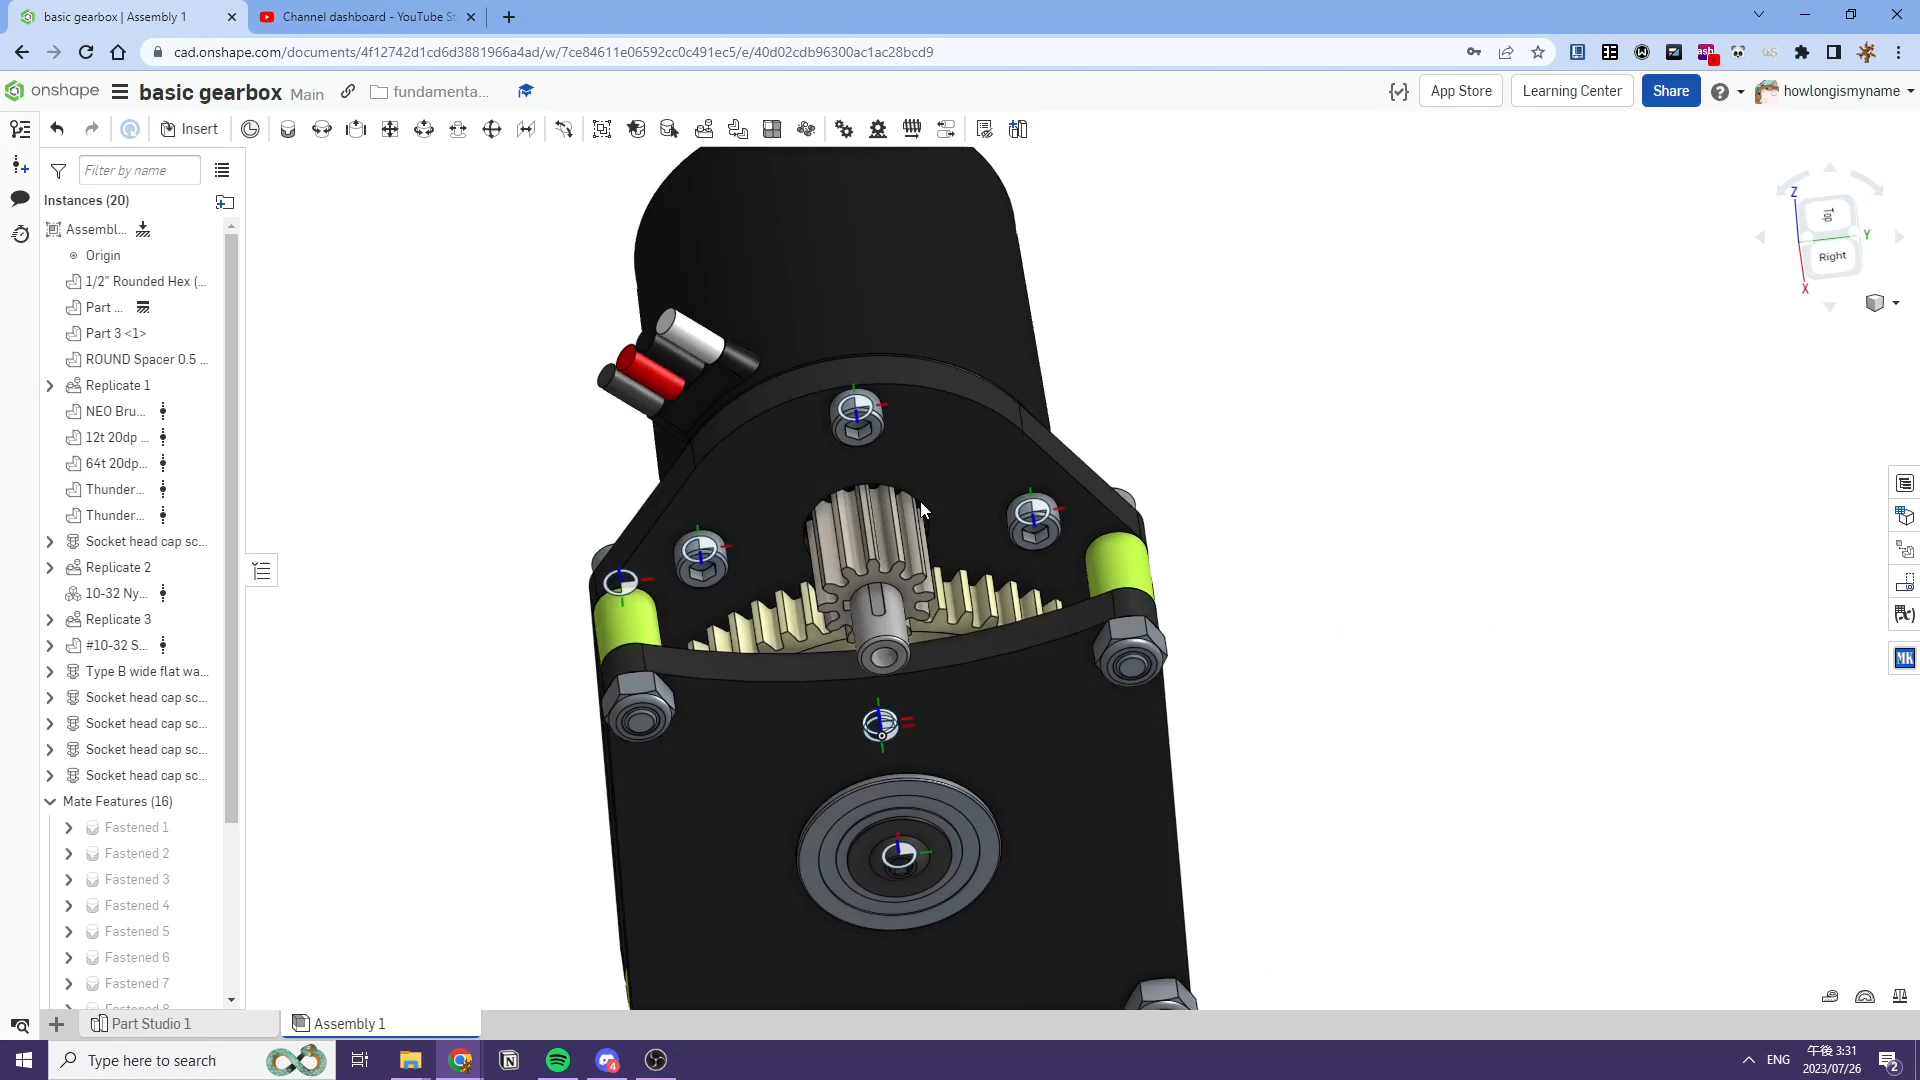 basic gearbox | Assembly 1
Channel dashboard - YouTube St
cad.onshape.com/documents/4f12742d1cd6d3881966a4ad/w/7ce84611e06592cc0c491ec5/e/40d02cdb96300ac1ac28bcd9
onshape
basic gearbox Main
fundamenta...
App Store
Learning Center
Share
howlongismyname
Insert
Filter by name
Instances (20)
Assembl...
Origin
1/2" Rounded Hex (...
Part ...
Part 3 <1>
ROUND Spacer 0.5 ...
Replicate 1
NEO Bru...
12t 20dp ...
64t 20dp...
Thunder...
Thunder...
Socket head cap sc...
Replicate 2
10-32 Ny...
Replicate 3
#10-32 S...
Type B wide flat wa...
Socket head cap sc...
Socket head cap sc...
Socket head cap sc...
Socket head cap sc...
Mate Features (16)
Fastened 1
Fastened 2
Fastened 3
Fastened 4
Fastened 5
Fastened 6
Fastened 7
Z
Top
Y
Right
X
MK
Part Studio 1
Assembly 1
Type here to search
4
ENG
午後 3:31
2023/07/26
2